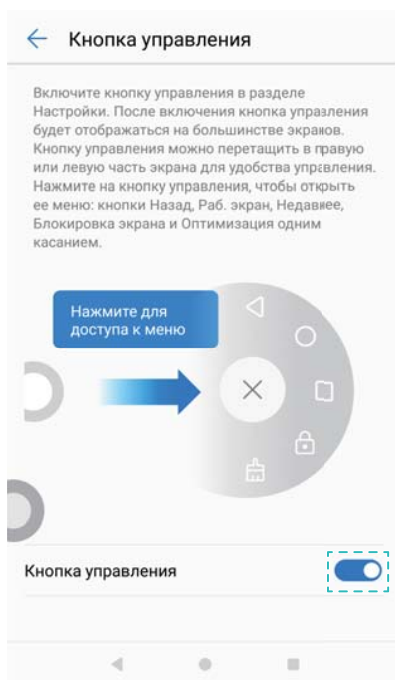 Кнопка управления
Включите кнопку управления в разделе
Настройки. После включения кнопка управления
будет отображаться на большинстве экранов.
Кнопку управления можно перетащить в правую
или левую часть экрана для удобства управления.
Нажмите на кнопку управления, чтобы открыть
ее меню: кнопки Назад, Раб. экран, Недавнее,
Блокировка экрана и Оптимизация одним
касанием.
Нажмите для
доступа к меню
Кнопка управления